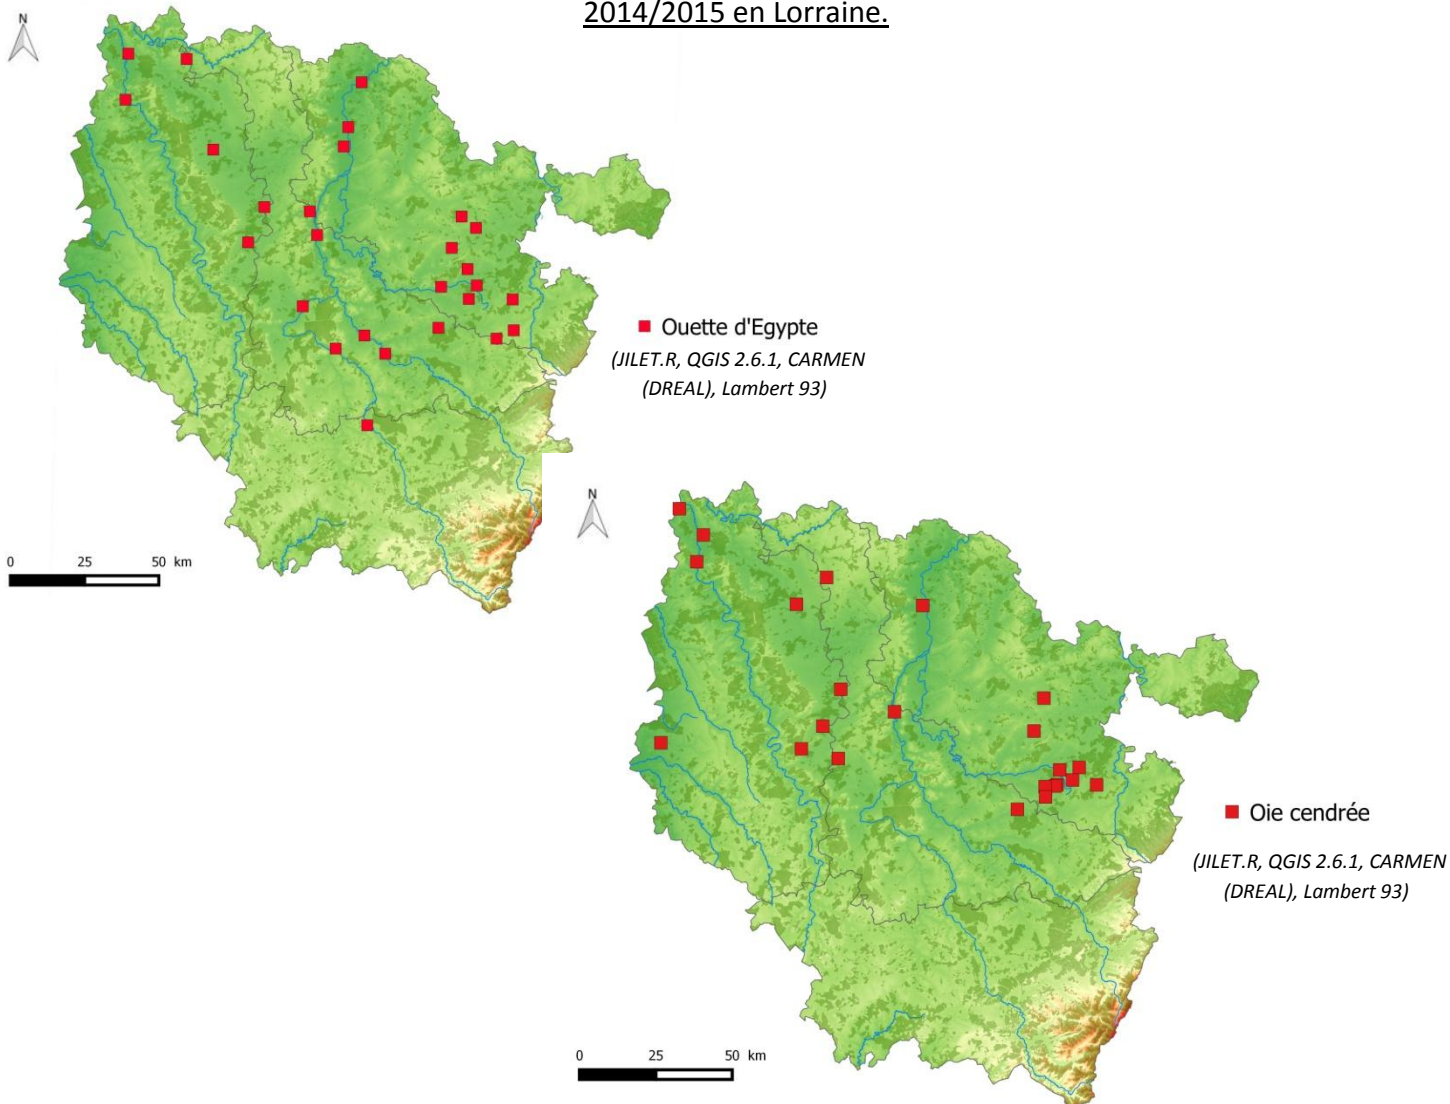 2014/2015 en Lorraine.
N
Ouette d'Egypte
(JILET.R, QGIS 2.6.1, CARMEN
(DREAL), Lambert 93)
0 25 50 km
N
Oie cendrée
(JILET.R, QGIS 2.6.1, CARMEN
(DREAL), Lambert 93)
0 25 50 km